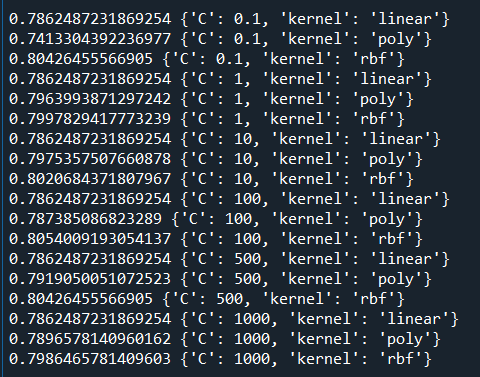 0.7862487231869254 {'C': 0.1, 'kernel': 'linear'}
0.7413304392236977 {'C': 0.1, 'kernel': 'poly'}
0.80426455566905 {'C': 0.1, 'kernel': 'rbf'}
0.7862487231869254 {'C': 1, 'kernel': 'linear'}
0.7963993871297242 {'C': 1, 'kernel': 'poly'}
0.7997829417773239 {'C': 1, 'kernel': 'rbf'}
0.7862487231869254 {'C': 10, 'kernel': 'linear'}
0.7975357507660878 {'C': 10, 'kernel': 'poly'}
0.8020684371807967 {'C': 10, 'kernel': 'rbf'}
0.7862487231869254 {'C': 100, 'kernel': 'linear'}
0.787385086823289 {'C': 100, 'kernel': 'poly'}
0.8054009193054137 {'C': 100, 'kernel': 'rbf'}
0.7862487231869254 {'C': 500, 'kernel': 'linear'}
0.7919050051072523 {'C': 500, 'kernel': 'poly'}
0.80426455566905 {'C': 500, 'kernel': 'rbf'}
0.7862487231869254 {'C': 1000, 'kernel': 'linear'}
0.7896578140960162 {'C': 1000, 'kernel': 'poly'}
0.7986465781409603 {'C': 1000, 'kernel': 'rbf'}